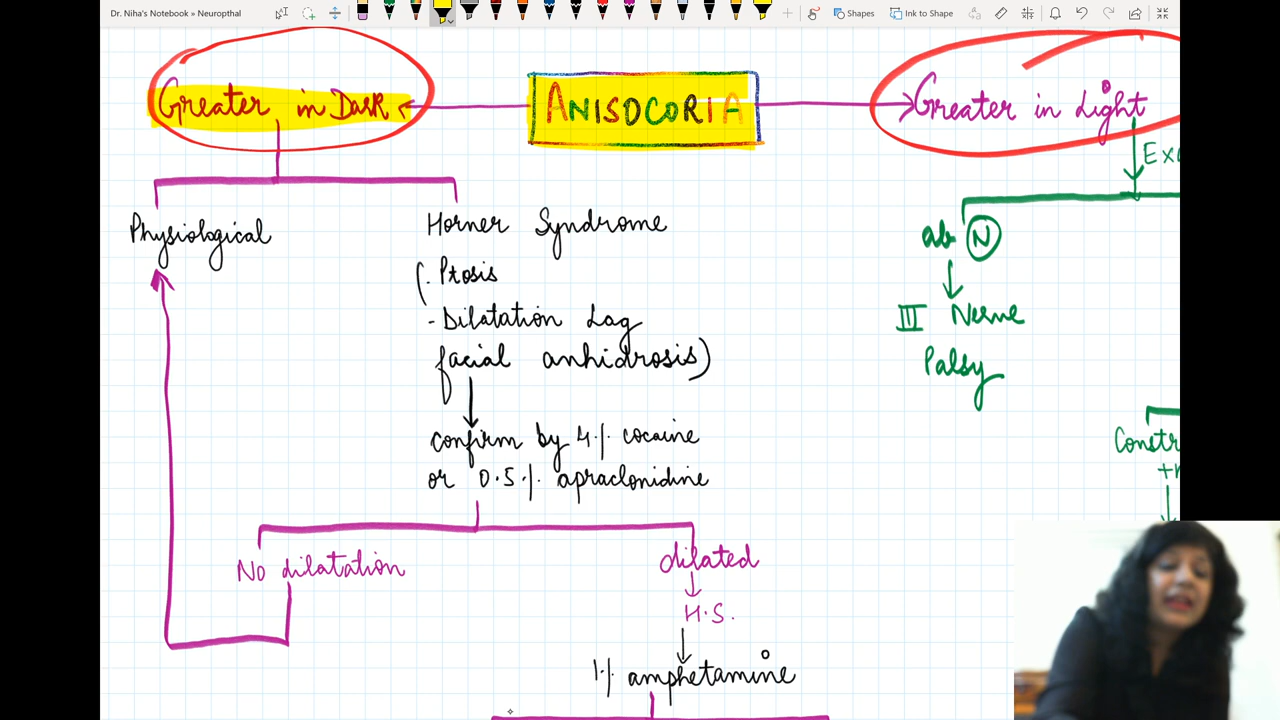 Dr. Niha's Notebook » Neuropthal
Shapes
Ink to Shape
ANISOCORIA
Greater in Dark
Greater in Light
Physiological
Horner Syndrome
(. Ptosis
- Dilatation Lag
facial anhidrosis)
confirm by 4% cocaine
or 0.5% apraclonidine
No dilatation
dilated
H.S.
1% amphetamine
ab N
III Nerve
Palsy